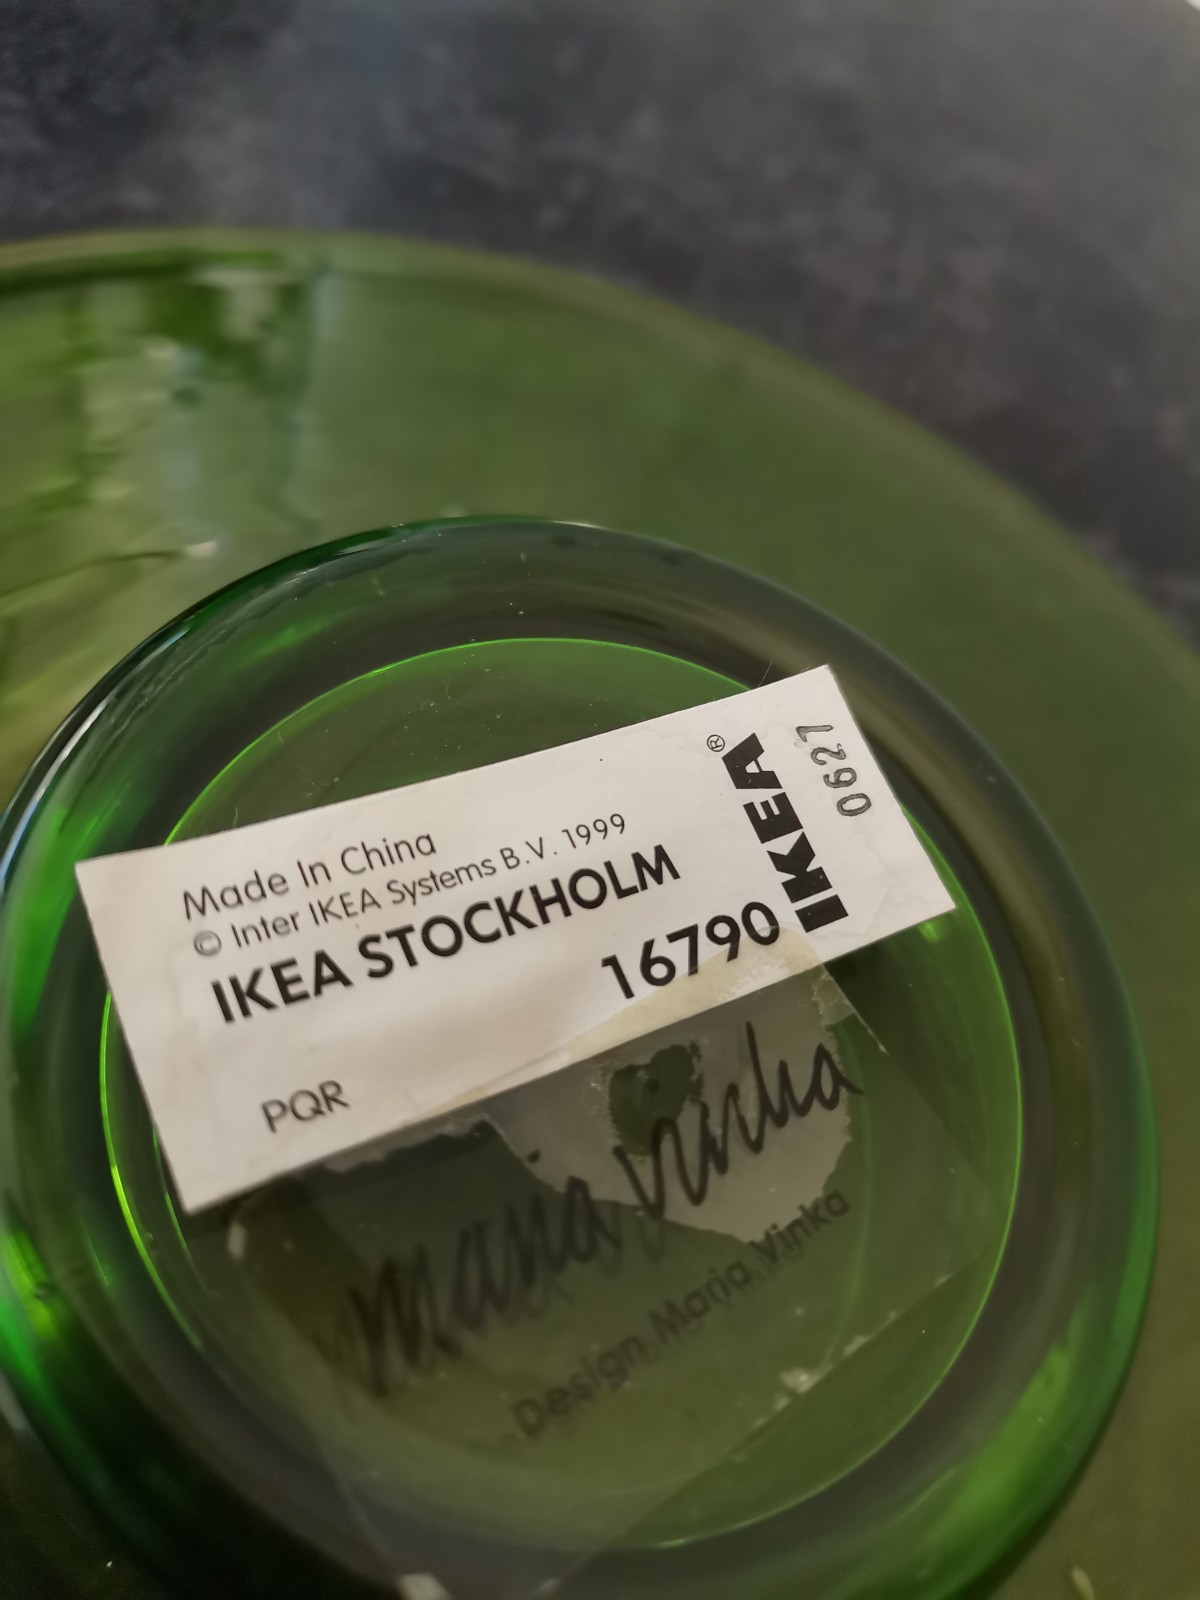 Made In China
© Inter IKEA Systems B.V. 1999
IKEA STOCKHOLM
16790
PQR
IKEA®
0627
Maria Vinka
Design Maria Vinka